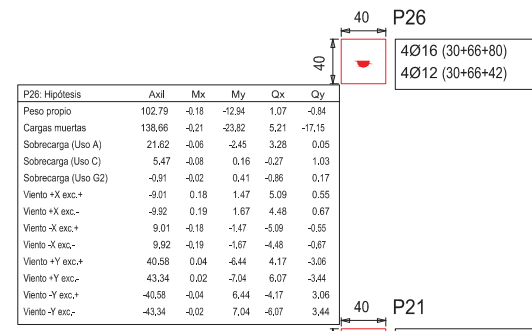 40 P26
40
4Ø16 (30+66+80)
4Ø12 (30+66+42)
P26: Hipótesis Axil Mx My Qx Qy
Peso propio 102,79 -0,18 -12,94 1,07 -0,84
Cargas muertas 138,66 -0,21 -23,82 5,21 -17,15
Sobrecarga (Uso A) 21,62 -0,06 -2,45 3,28 0,05
Sobrecarga (Uso C) 5,47 -0,08 0,16 -0,27 1,03
Sobrecarga (Uso G2) -0,91 -0,02 0,41 -0,86 0,17
Viento +X exc.+ -9,01 0,18 1,47 5,09 0,55
Viento +X exc.- -9,92 0,19 1,67 4,48 0,67
Viento -X exc.+ 9,01 -0,18 -1,47 -5,09 -0,55
Viento -X exc.- 9,92 -0,19 -1,67 -4,48 -0,67
Viento +Y exc.+ 40,58 0,04 -6,44 4,17 -3,06
Viento +Y exc.- 43,34 0,02 -7,04 6,07 -3,44
Viento -Y exc.+ -40,58 -0,04 6,44 -4,17 3,06
Viento -Y exc.- -43,34 -0,02 7,04 -6,07 3,44
40 P21